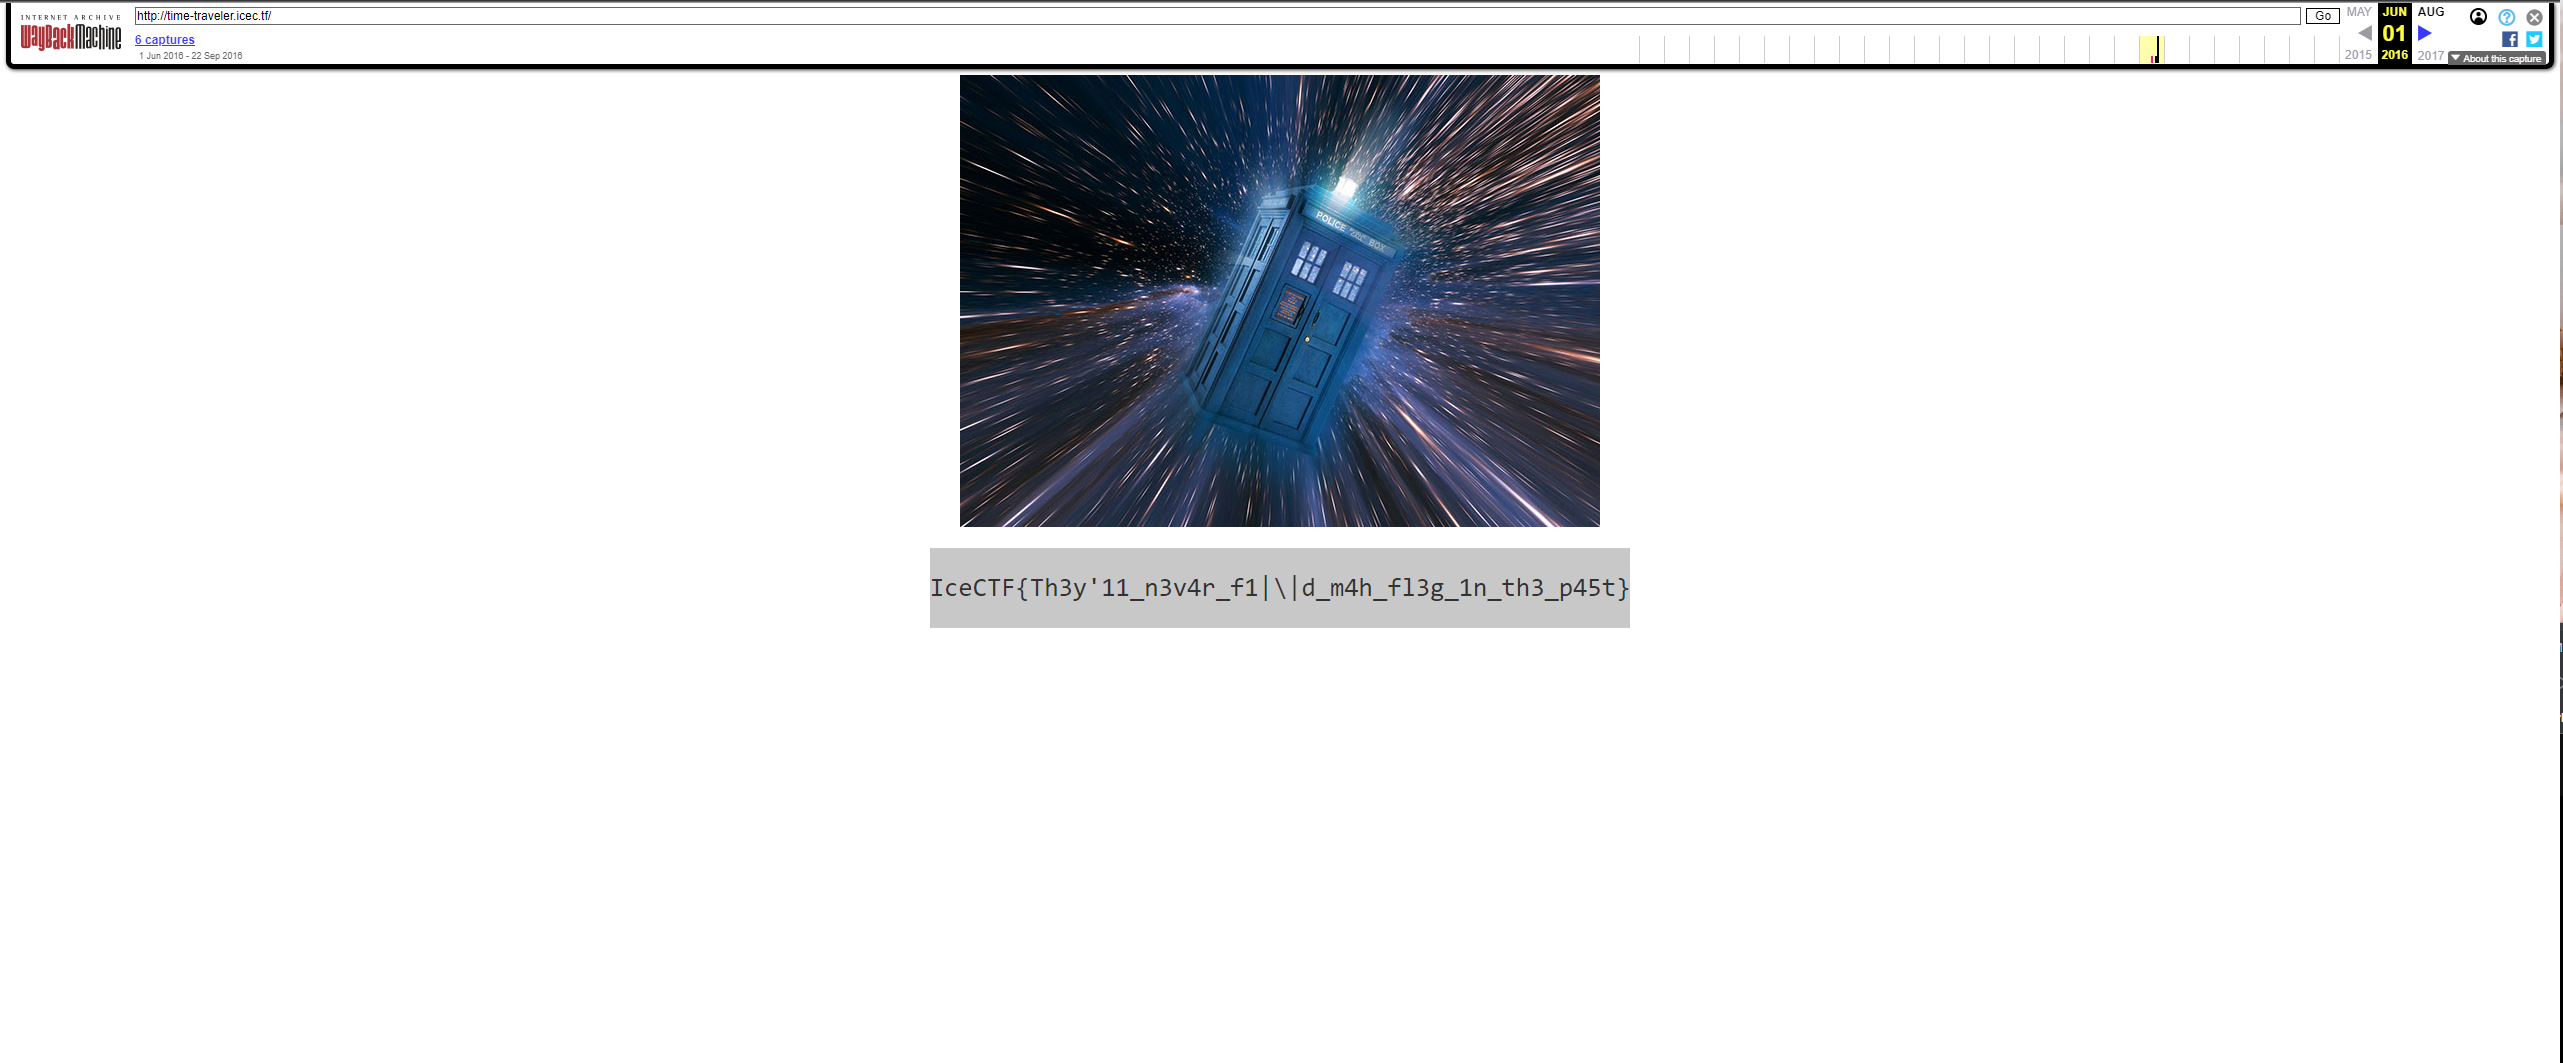 INTERNET ARCHIVE
WayBackMachine
http://time-traveler.icec.tf/
Go
6 captures
1 Jun 2016 - 22 Sep 2016
MAY JUN AUG
01
2015 2016 2017
About this capture
POLICE BOX
IceCTF{Th3y'11_n3v4r_f1|\|d_m4h_fl3g_1n_th3_p45t}